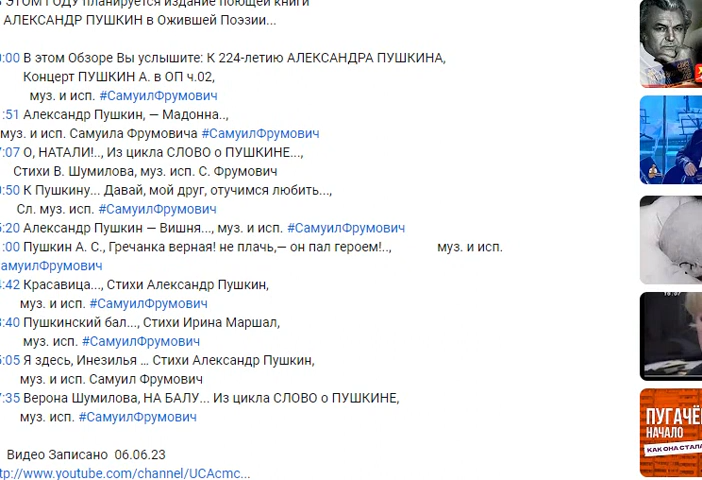 ЭТОМ ГОДУ планируется издание поющей книги
АЛЕКСАНДР ПУШКИН в Ожившей Поэзии...
:00 В этом Обзоре Вы услышите: К 224-летию АЛЕКСАНДРА ПУШКИНА,
Концерт ПУШКИН А. в ОП ч.02,
муз. и исп. #СамуилФрумович
:51 Александр Пушкин, — Мадонна..,
муз. и исп. Самуила Фрумовича #СамуилФрумович
:07 О, НАТАЛИ!.., Из цикла СЛОВО о ПУШКИНЕ...,
Стихи В. Шумилова, муз. исп. С. Фрумович
:50 К Пушкину... Давай, мой друг, отучимся любить...,
Сл. муз. исп. #СамуилФрумович
:20 Александр Пушкин — Вишня..., муз. и исп. #СамуилФрумович
:00 Пушкин А. С., Гречанка верная! не плачь,— он пал героем!.., муз. и исп.
амуилФрумович
:42 Красавица..., Стихи Александр Пушкин,
муз. и исп. #СамуилФрумович
:40 Пушкинский бал..., Стихи Ирина Маршал,
муз. исп. #СамуилФрумович
:05 Я здесь, Инезилья ... Стихи Александр Пушкин,
муз. и исп. Самуил Фрумович
:35 Верона Шумилова, НА БАЛУ... Из цикла СЛОВО о ПУШКИНЕ,
муз. и исп. #СамуилФрумович
Видео Записано 06.06.23
tp://www.youtube.com/channel/UCAcmc...
ПУГАЧЁ
НАЧАЛО
КАК ОНА СТАЛА